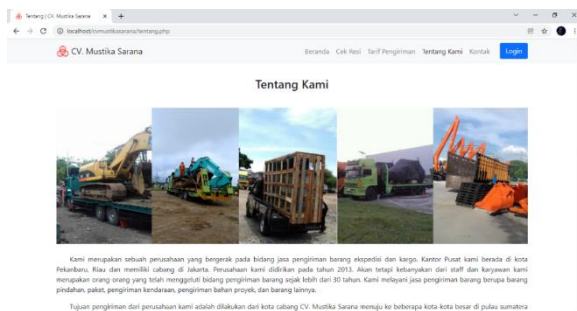 Tentang | CV. Mustika Sarana
localhost/cvmustikasarana/tentang.php
CV. Mustika Sarana
Beranda Cek Resi Tarif Pengiriman Tentang Kami Kontak Login
Tentang Kami
Kami merupakan sebuah perusahaan yang bergerak pada bidang jasa pengiriman barang ekspedisi dan kargo. Kantor Pusat kami berada di kota
Pekanbaru, Riau dan memiliki cabang di Jakarta. Perusahaan kami didirikan pada tahun 2013. Akan tetapi kebanyakan dari staff dan karyawan kami
merupakan orang orang yang telah menggeluti bidang pengiriman barang sejak lebih dari 30 tahun. Kami melayani jasa pengiriman barang berupa barang
pindahan, paket, pengiriman kendaraan, pengiriman bahan proyek, dan barang lainnya.
Tujuan pengiriman dari perusahaan kami adalah dilakukan dari kota cabang CV. Mustika Sarana menuju ke beberapa kota-kota besar di pulau sumatera